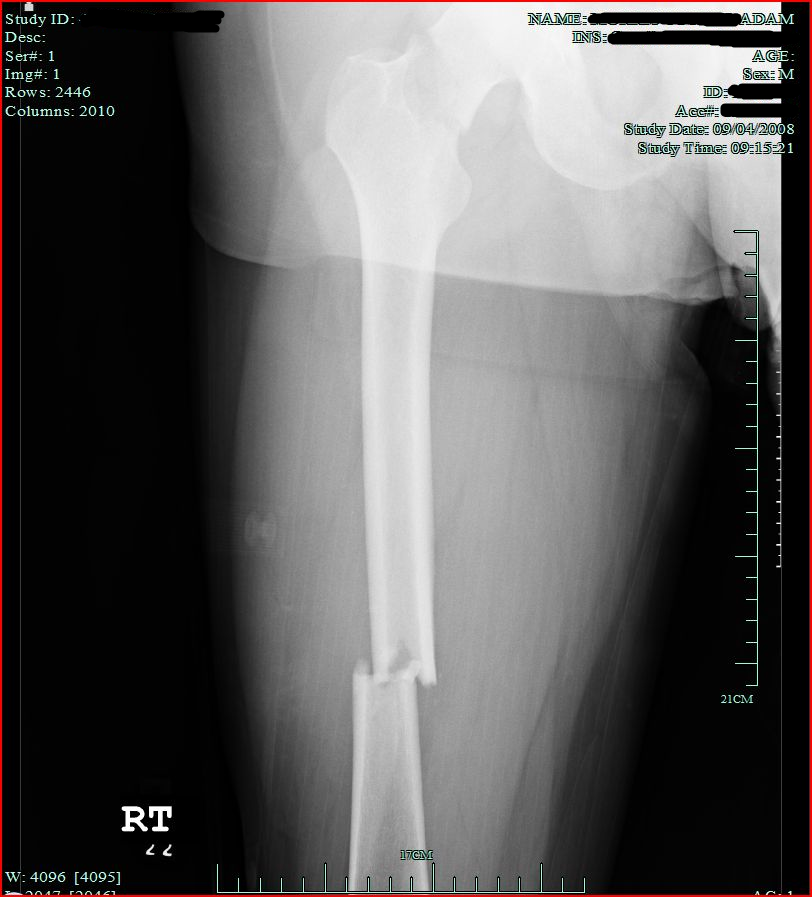 Study ID:
Desc:
Ser#: 1
Img#: 1
Rows: 2446
Columns: 2010
NAME: ADAM
INS:
AGE:
Sex: M
ID:
Acc#:
Study Date: 09/04/2008
Study Time: 09:15:21
21CM
RT
17CM
W: 4096 [4095]